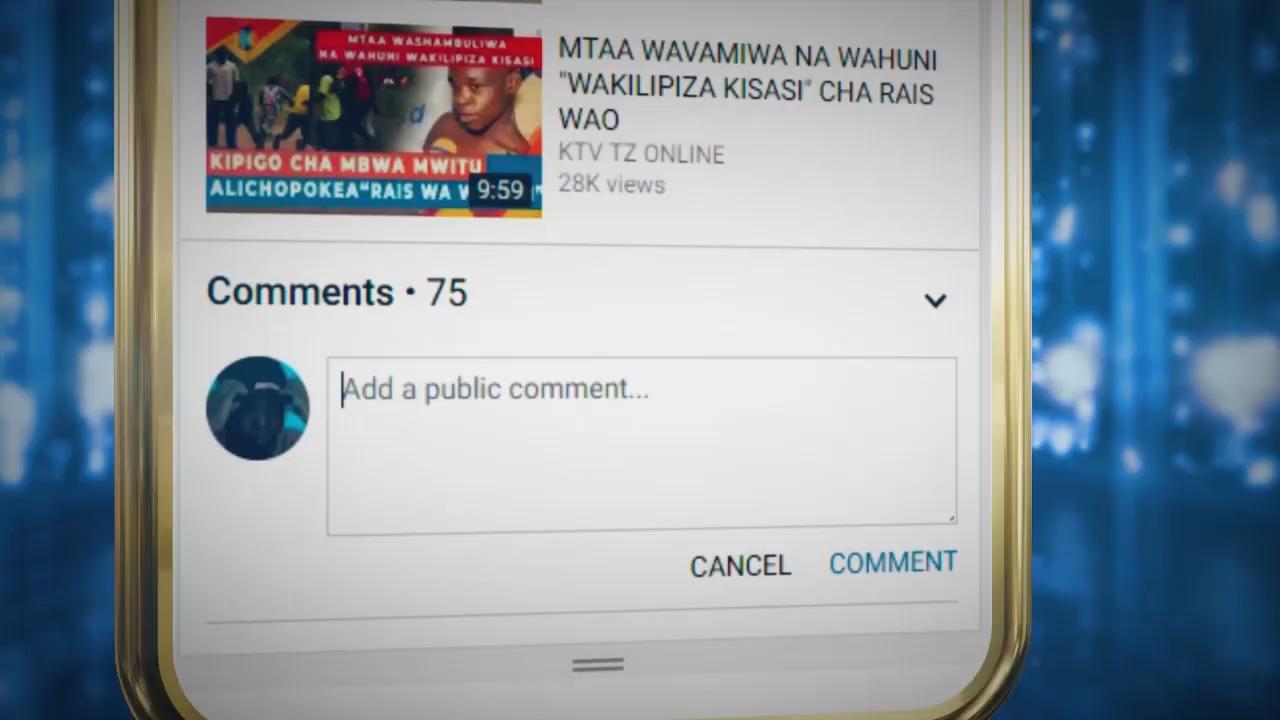 MTAA WASHAMBULIWA
NA WAHUNI WAKILIPIZA KISASI
KIPIGO CHA MBWA MWITU
ALICHOPOKEA "RAIS WA
9:59
MTAA WAVAMIWA NA WAHUNI
"WAKILIPIZA KISASI" CHA RAIS
WAO
KTV TZ ONLINE
28K views
Comments • 75
Add a public comment...
CANCEL COMMENT